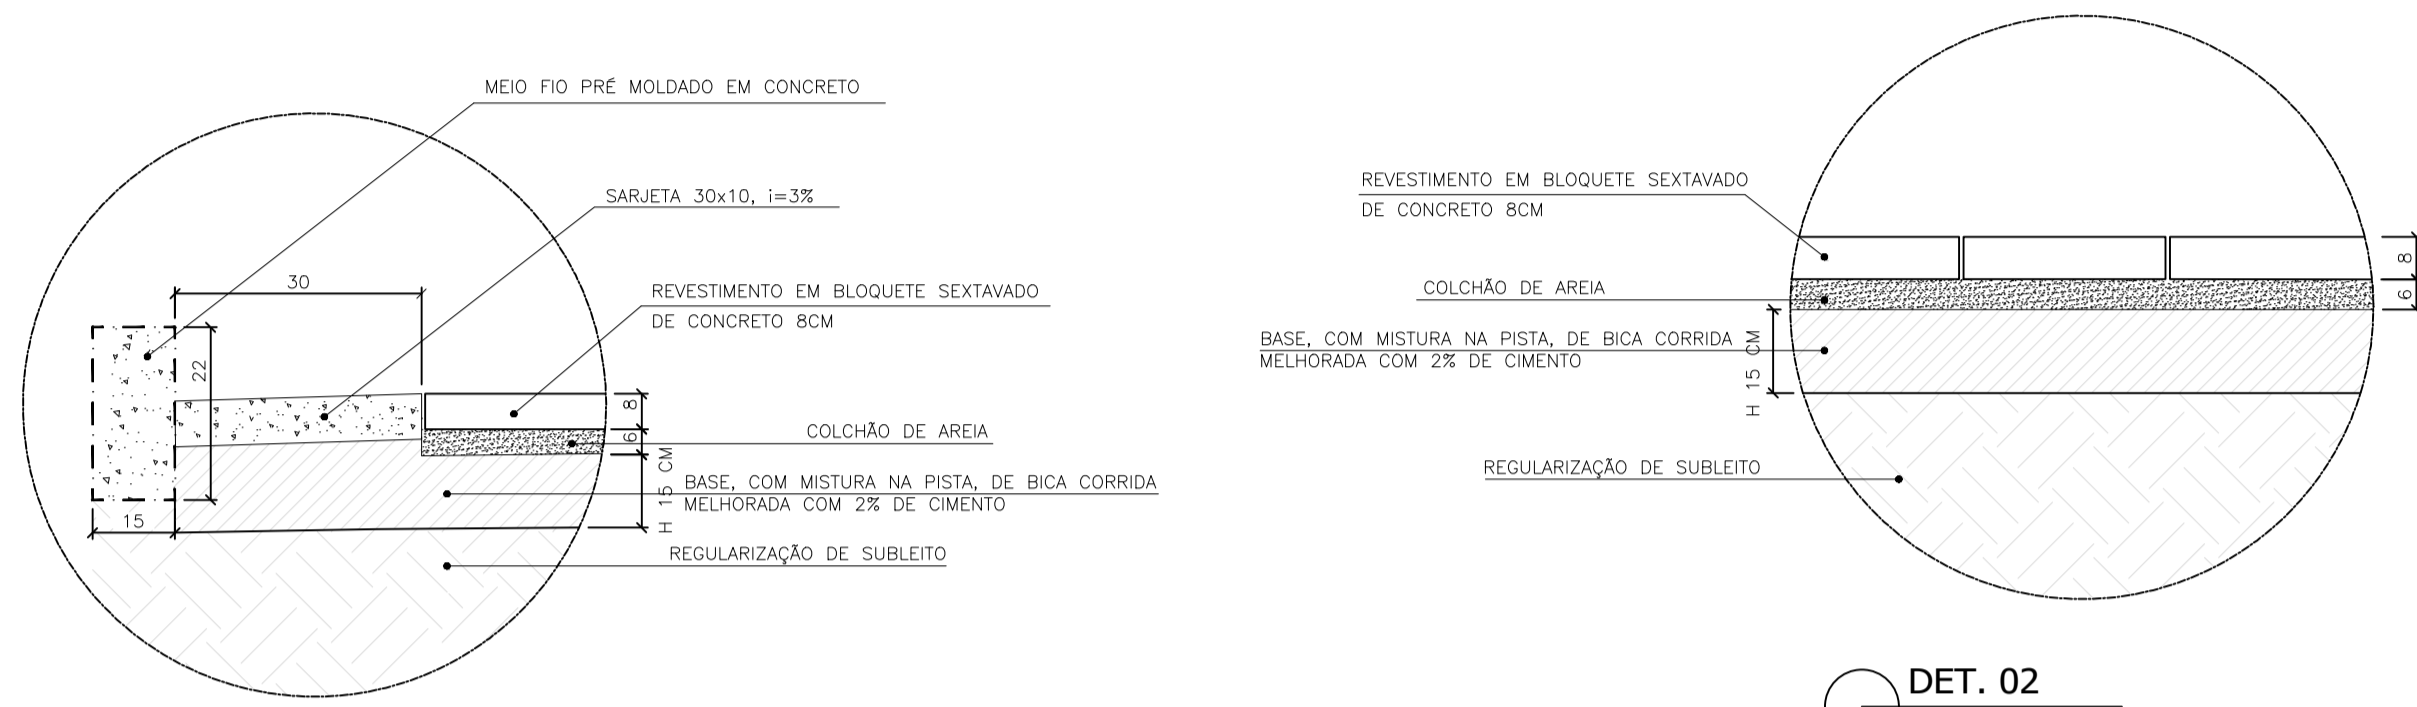 MEIO FIO PRÉ MOLDADO EM CONCRETO
SARJETA 30x10, i=3%
30
REVESTIMENTO EM BLOQUETE SEXTAVADO
DE CONCRETO 8CM
22
8
6
COLCHÃO DE AREIA
H 15 CM
BASE, COM MISTURA NA PISTA, DE BICA CORRIDA
MELHORADA COM 2% DE CIMENTO
15
REGULARIZAÇÃO DE SUBLEITO
REVESTIMENTO EM BLOQUETE SEXTAVADO
DE CONCRETO 8CM
8
COLCHÃO DE AREIA
6
BASE, COM MISTURA NA PISTA, DE BICA CORRIDA
MELHORADA COM 2% DE CIMENTO
H 15 CM
REGULARIZAÇÃO DE SUBLEITO
DET. 02